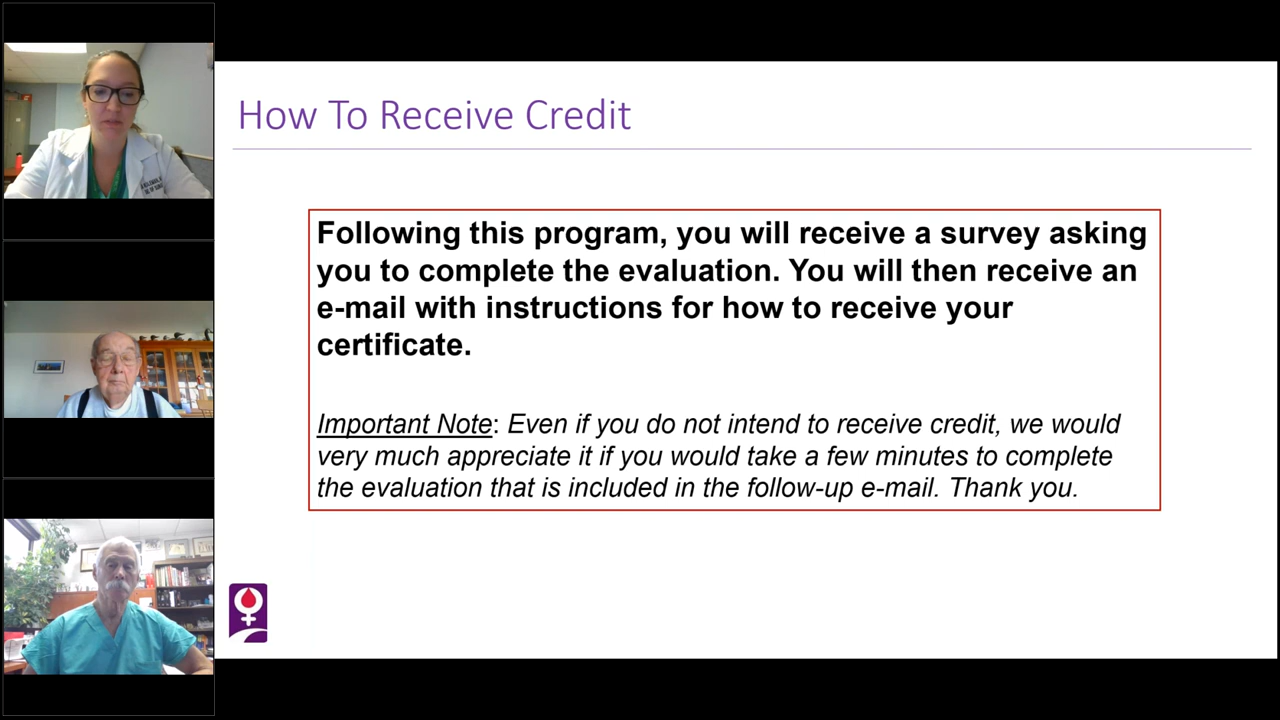 How To Receive Credit
Following this program, you will receive a survey asking
you to complete the evaluation. You will then receive an
e-mail with instructions for how to receive your
certificate.
Important Note: Even if you do not intend to receive credit, we would
very much appreciate it if you would take a few minutes to complete
the evaluation that is included in the follow-up e-mail. Thank you.